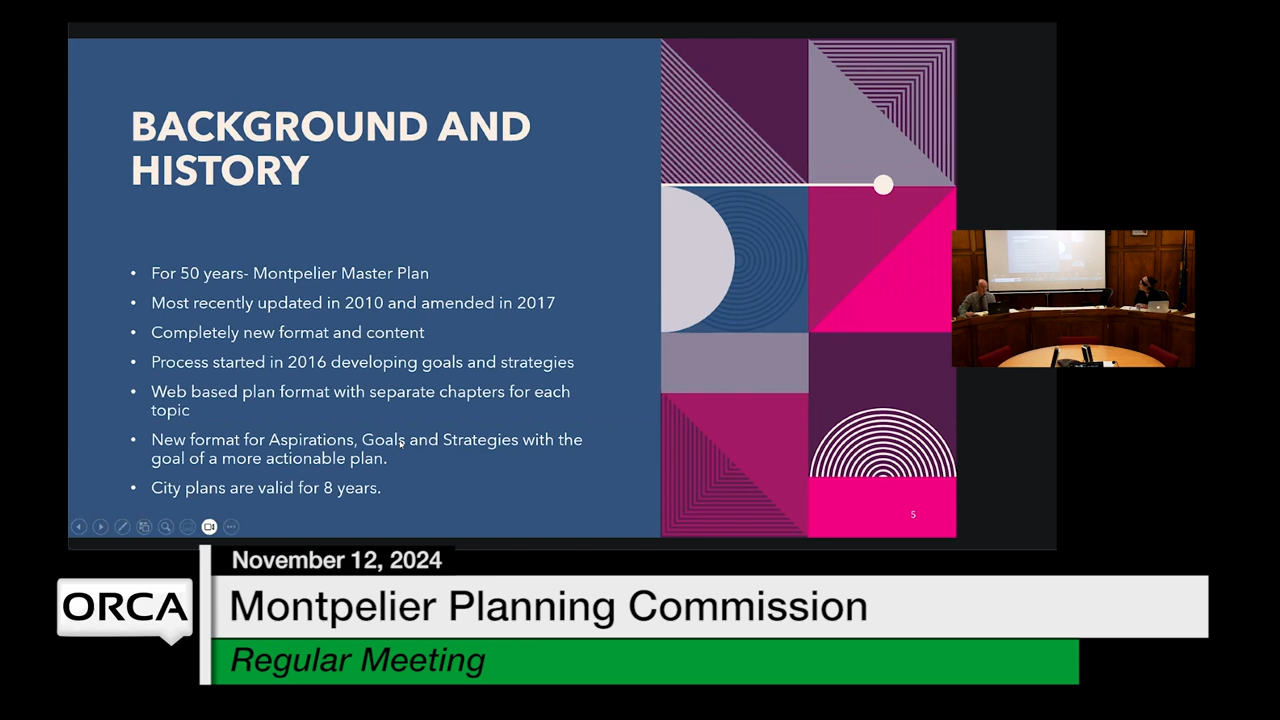 BACKGROUND AND
HISTORY
• For 50 years- Montpelier Master Plan
• Most recently updated in 2010 and amended in 2017
• Completely new format and content
• Process started in 2016 developing goals and strategies
• Web based plan format with separate chapters for each
topic
• New format for Aspirations, Goals and Strategies with the
goal of a more actionable plan.
• City plans are valid for 8 years.
5
November 12, 2024
ORCA
Montpelier Planning Commission
Regular Meeting